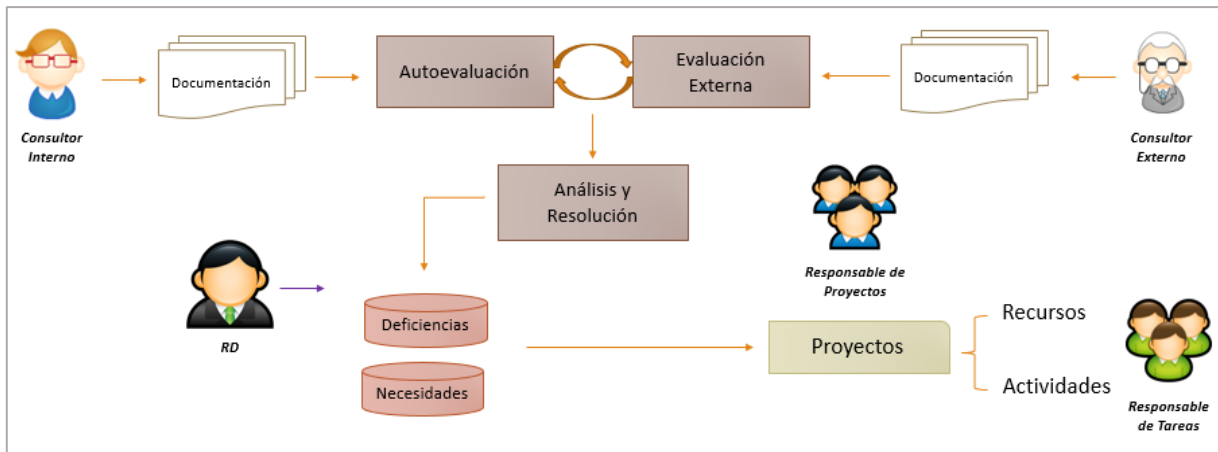 Documentación
Autoevaluación
Evaluación
Externa
Documentación
Consultor
Interno
Consultor
Externo
Análisis y
Resolución
Responsable de
Proyectos
RD
Deficiencias
Necesidades
Proyectos
Recursos
Actividades
Responsable
de Tareas